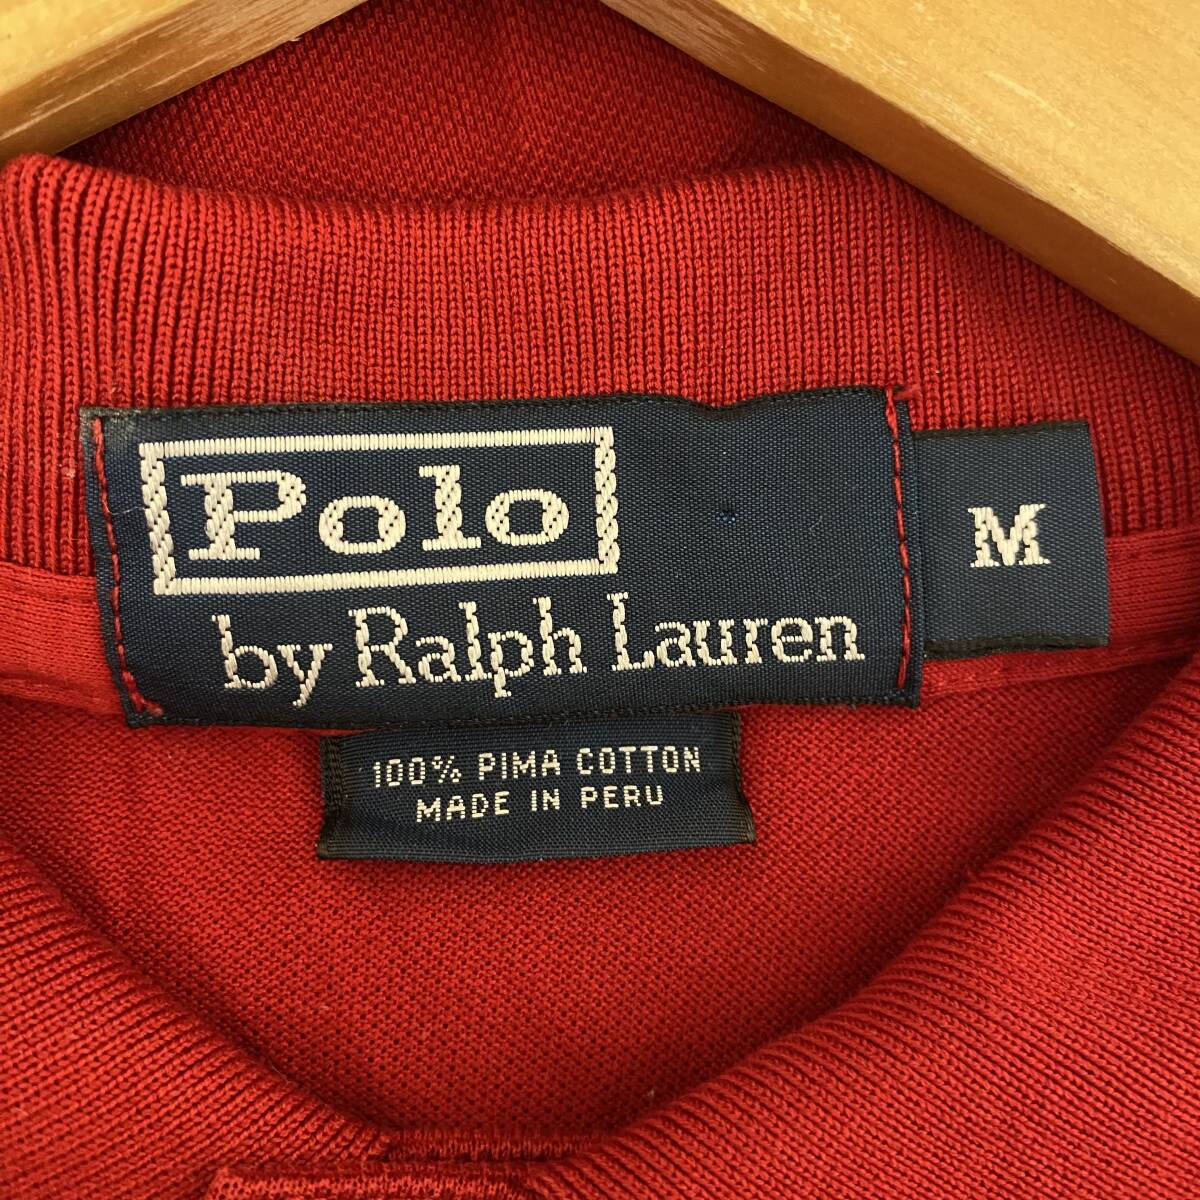 Polo
by Ralph Lauren
M
100% PIMA COTTON
MADE IN PERU